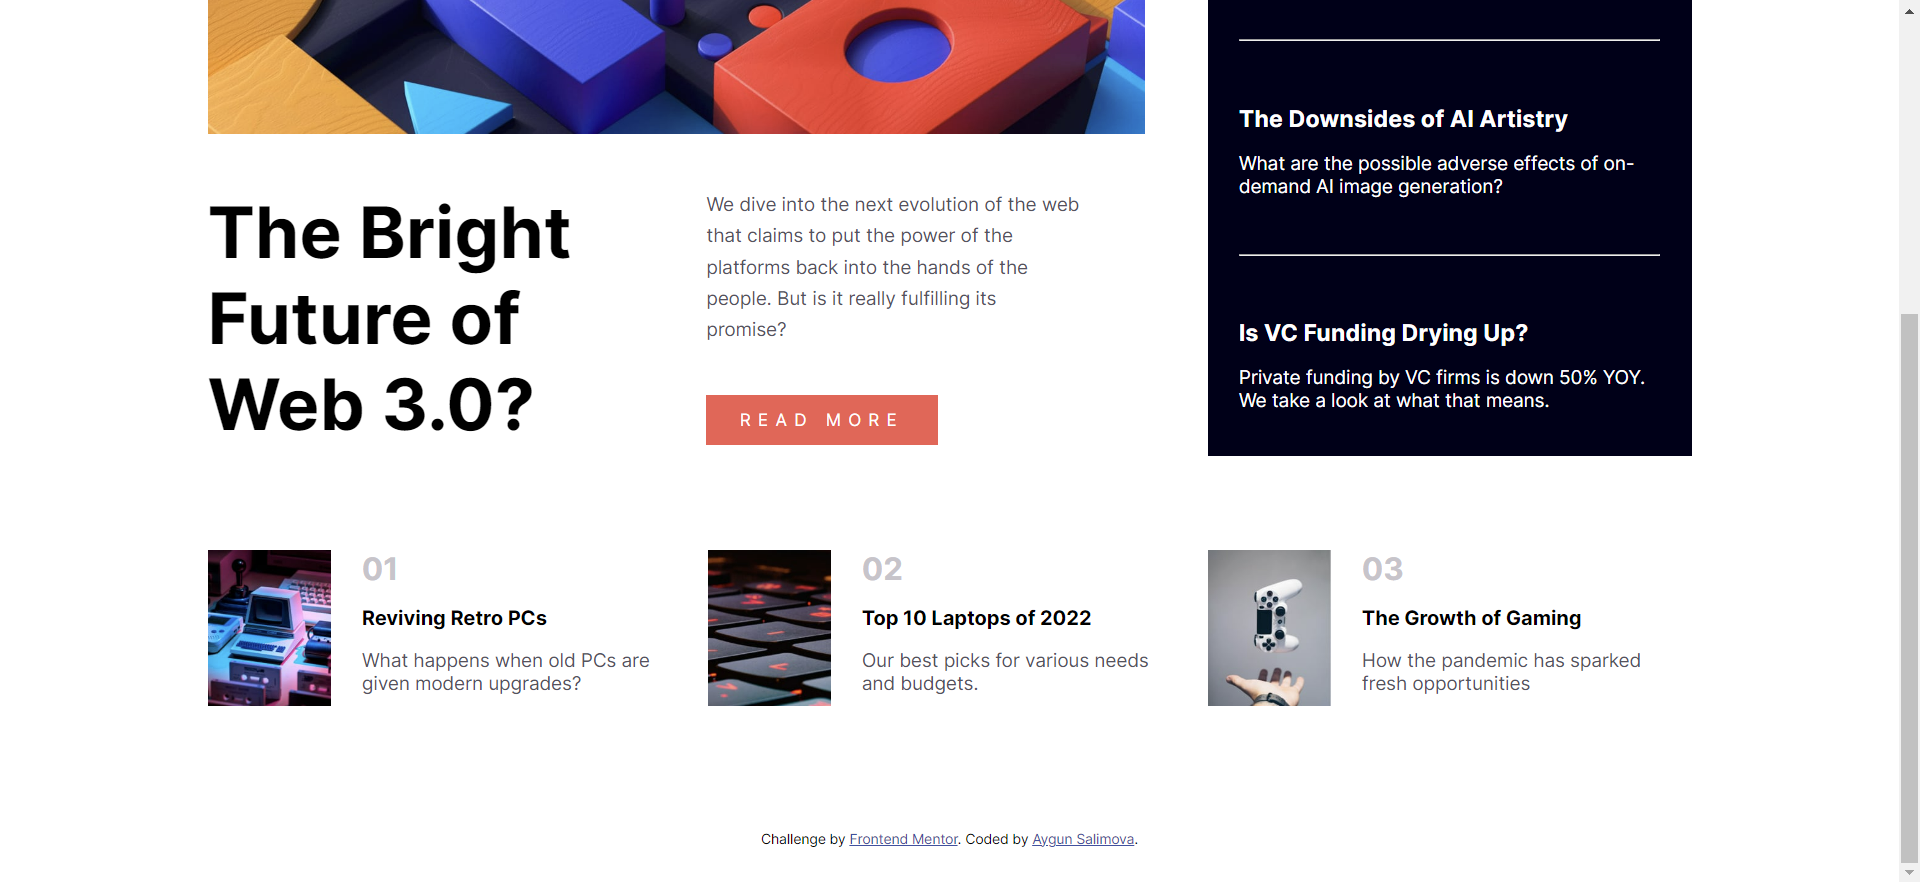 The Bright
Future of
Web 3.0?
We dive into the next evolution of the web
that claims to put the power of the
platforms back into the hands of the
people. But is it really fulfilling its
promise?
READ MORE
The Downsides of AI Artistry
What are the possible adverse effects of on-
demand AI image generation?
Is VC Funding Drying Up?
Private funding by VC firms is down 50% YOY.
We take a look at what that means.
01
Reviving Retro PCs
What happens when old PCs are
given modern upgrades?
02
Top 10 Laptops of 2022
Our best picks for various needs
and budgets.
03
The Growth of Gaming
How the pandemic has sparked
fresh opportunities
Challenge by Frontend Mentor. Coded by Aygun Salimova.